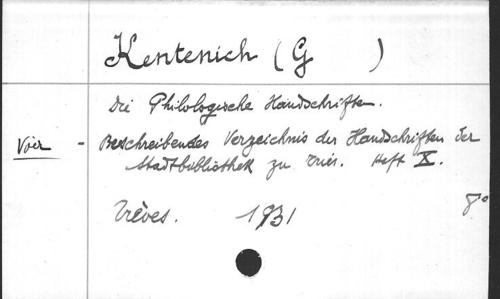 Kentenich (G )
Die Philologische Handschriften.
Voir - Beschreibendes Verzeichnis der Handschriften der
Stadtbibliothek zu Trier. Heft X.
Trèves. 1931 8°